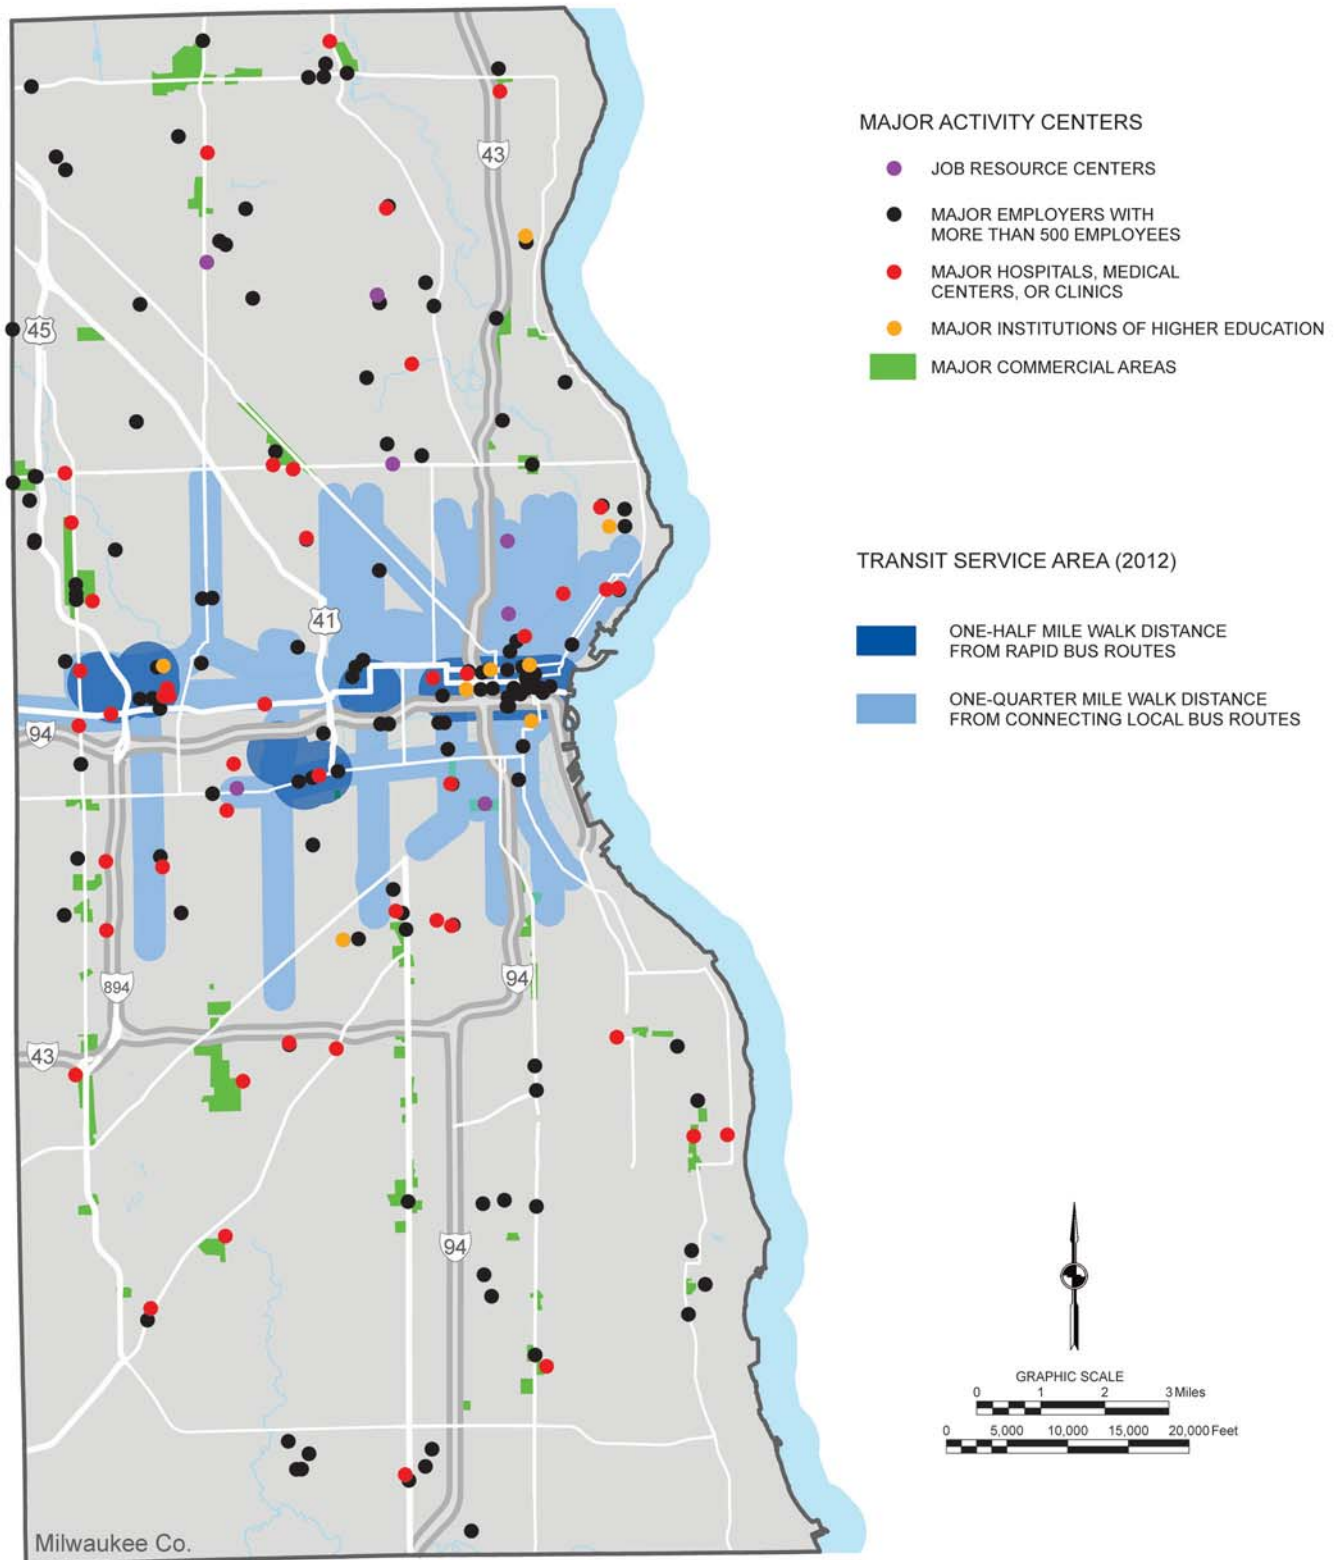 43
45
41
94
894
94
43
94
Milwaukee Co.
MAJOR ACTIVITY CENTERS
JOB RESOURCE CENTERS
MAJOR EMPLOYERS WITH
MORE THAN 500 EMPLOYEES
MAJOR HOSPITALS, MEDICAL
CENTERS, OR CLINICS
MAJOR INSTITUTIONS OF HIGHER EDUCATION
MAJOR COMMERCIAL AREAS
TRANSIT SERVICE AREA (2012)
ONE-HALF MILE WALK DISTANCE
FROM RAPID BUS ROUTES
ONE-QUARTER MILE WALK DISTANCE
FROM CONNECTING LOCAL BUS ROUTES
GRAPHIC SCALE
0 1 2 3 Miles
0 5,000 10,000 15,000 20,000 Feet